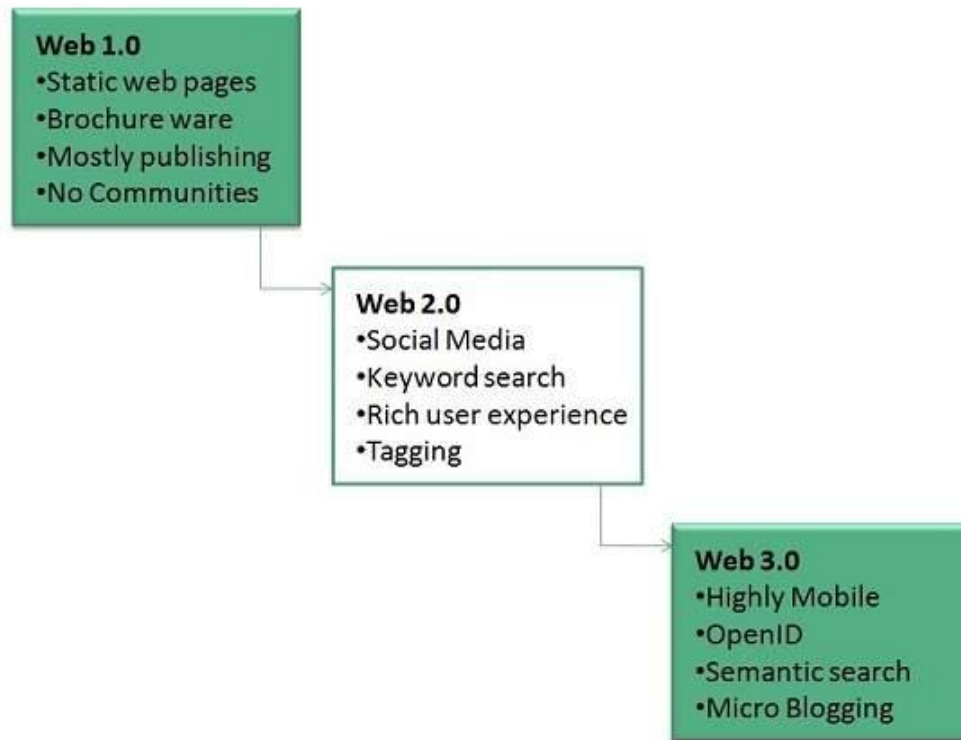 Web 1.0
•Static web pages
•Brochure ware
•Mostly publishing
•No Communities
Web 2.0
•Social Media
•Keyword search
•Rich user experience
•Tagging
Web 3.0
•Highly Mobile
•OpenID
•Semantic search
•Micro Blogging